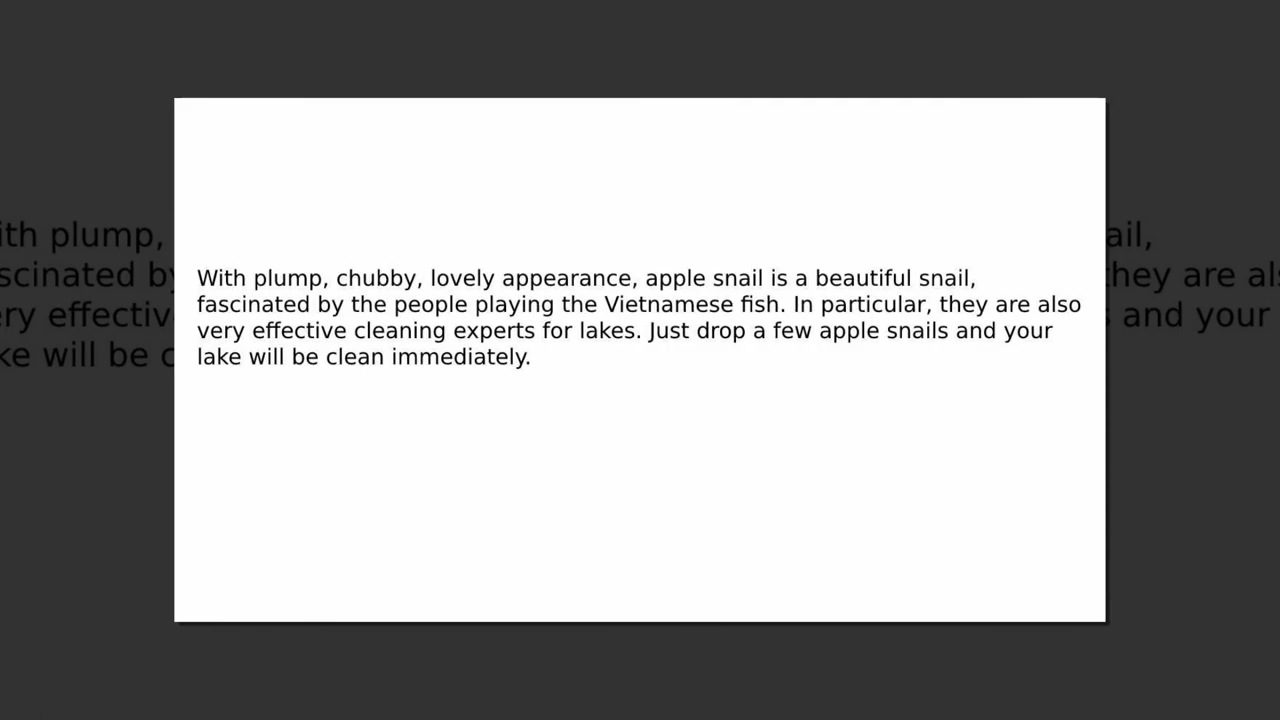 With plump, chubby, lovely appearance, apple snail is a beautiful snail,
fascinated by the people playing the Vietnamese fish. In particular, they are also
very effective cleaning experts for lakes. Just drop a few apple snails and your
lake will be clean immediately.